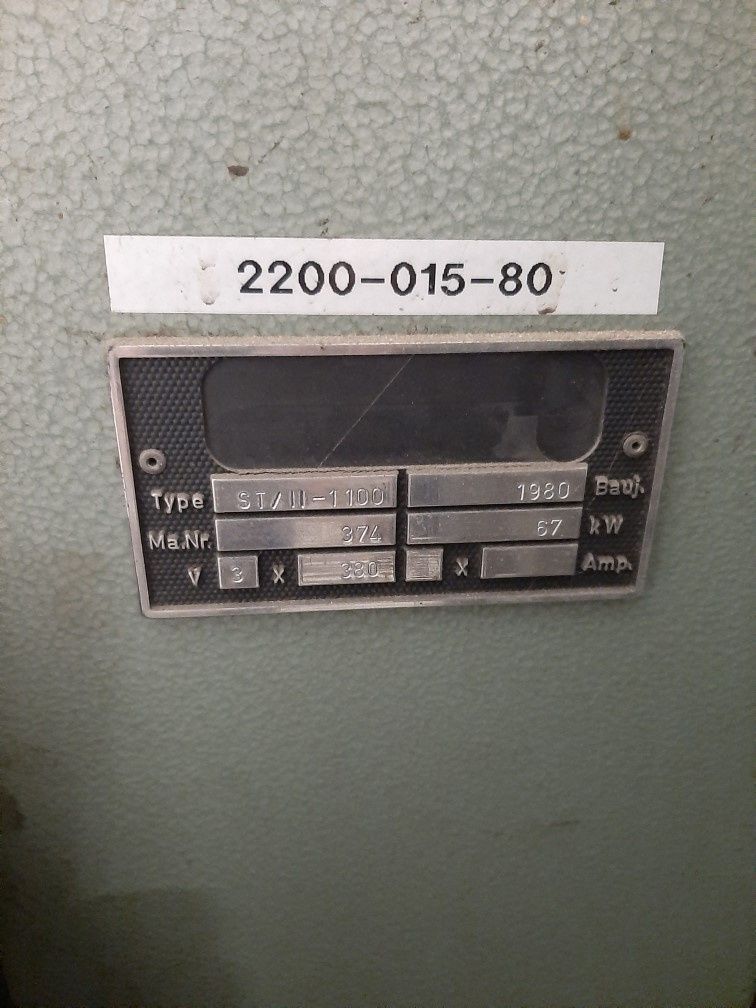 2200-015-80
Type ST/II-1100 1980 Bauj.
Ma.Nr. 374 67 kW
V 3 X 380 X Amp.